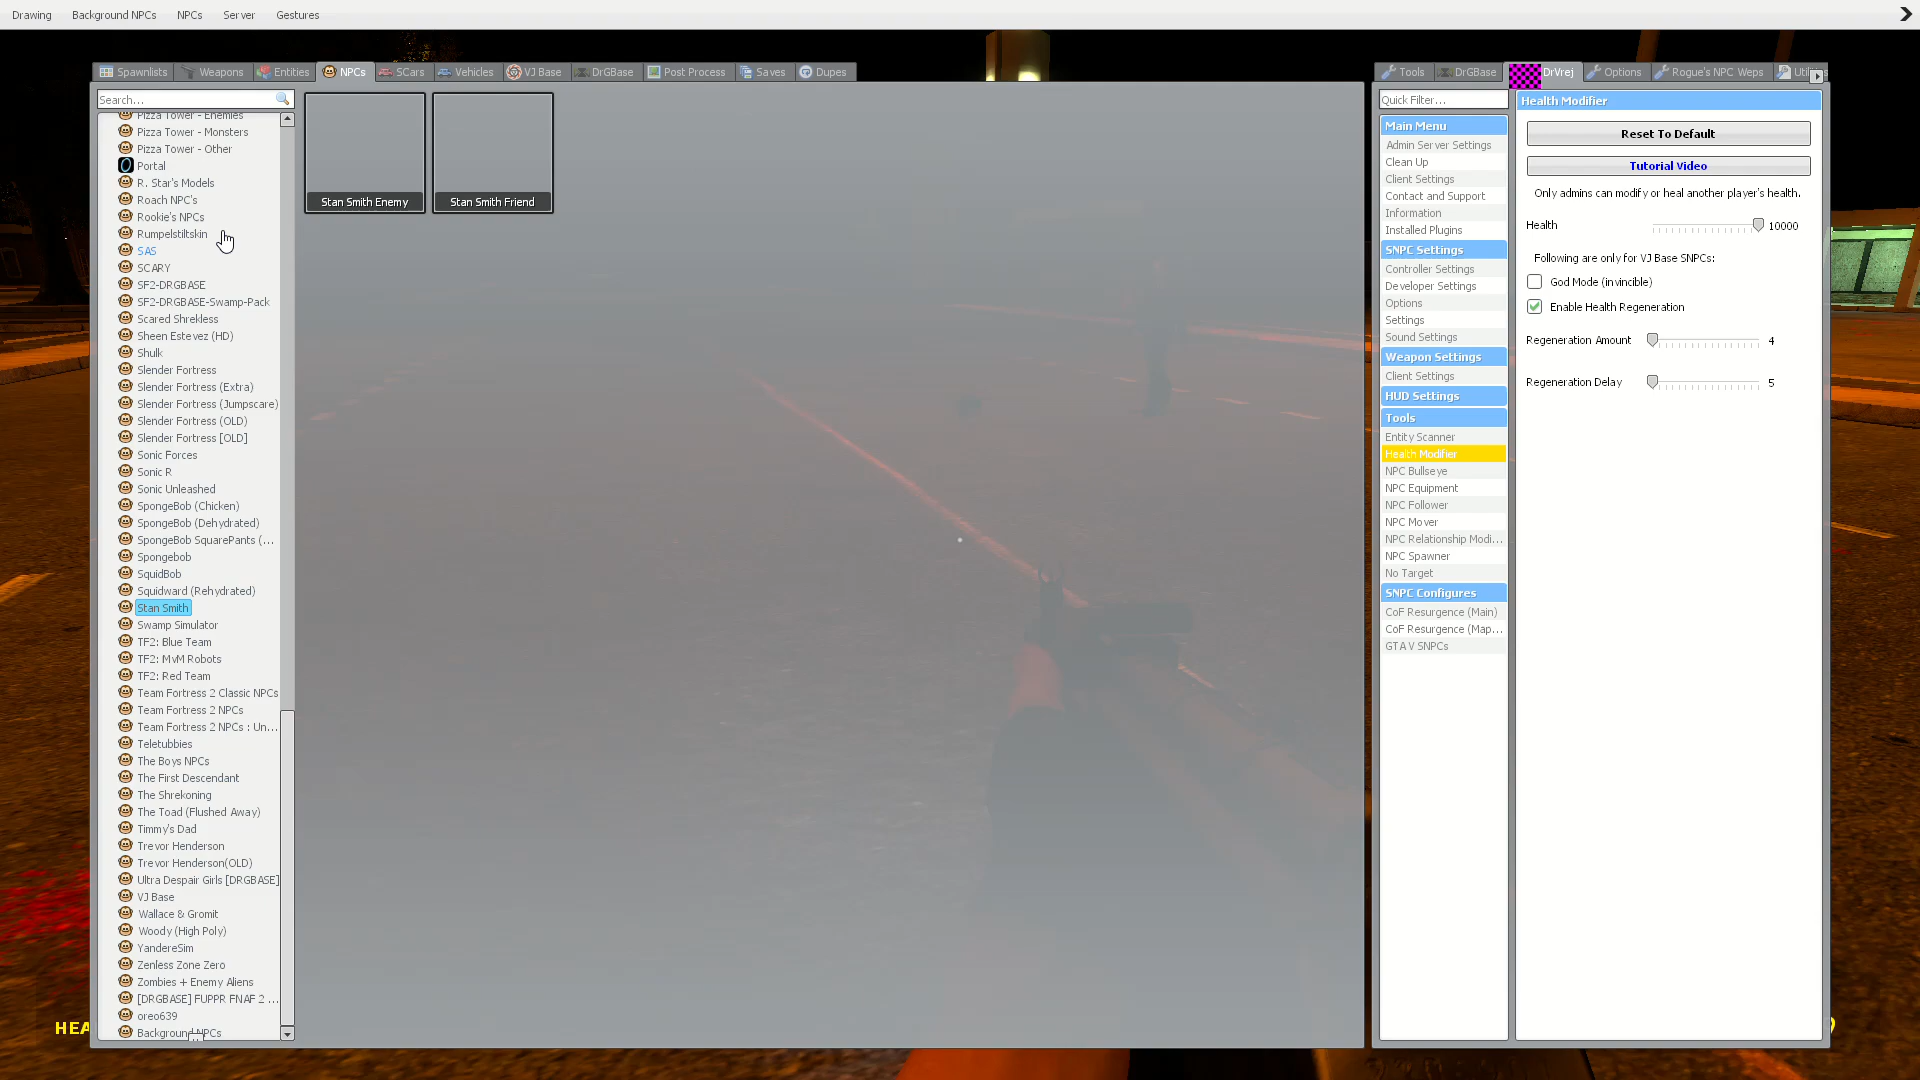 Drawing
Background NPCs
NPCs
Server
Gestures
Spawnlists
Weapons
Entities
NPCs
SCars
Vehicles
VJ Base
DrGBase
Post Process
Saves
Dupes
Search...
Pizza Tower - Enemies
Pizza Tower - Monsters
Pizza Tower - Other
Portal
R. Star's Models
Roach NPC's
Rookie's NPCs
Rumpelstiltskin
SAS
SCARY
SF2-DRGBASE
SF2-DRGBASE-Swamp-Pack
Scared Shrekless
Sheen Estevez (HD)
Shulk
Slender Fortress
Slender Fortress (Extra)
Slender Fortress (Jumpscare)
Slender Fortress (OLD)
Slender Fortress [OLD]
Sonic Forces
Sonic R
Sonic Unleashed
SpongeBob (Chicken)
SpongeBob (Dehydrated)
SpongeBob SquarePants (...
Spongebob
SquidBob
Squidward (Rehydrated)
Stan Smith
Swamp Simulator
TF2: Blue Team
TF2: MvM Robots
TF2: Red Team
Team Fortress 2 Classic NPCs
Team Fortress 2 NPCs
Team Fortress 2 NPCs : Un...
Teletubbies
The Boys NPCs
The First Descendant
The Shrekoning
The Toad (Flushed Away)
Timmy's Dad
Trevor Henderson
Trevor Henderson(OLD)
Ultra Despair Girls [DRGBASE]
VJ Base
Wallace & Gromit
Woody (High Poly)
YandereSim
Zenless Zone Zero
Zombies + Enemy Aliens
[DRGBASE] FUPPR FNAF 2 ...
oreo639
Background NPCs
Stan Smith Enemy
Stan Smith Friend
HEA
Tools
DrGBase
DrVrej
Options
Rogue's NPC Weps
Utilities
Quick Filter...
Main Menu
Admin Server Settings
Clean Up
Client Settings
Contact and Support
Information
Installed Plugins
SNPC Settings
Controller Settings
Developer Settings
Options
Settings
Sound Settings
Weapon Settings
Client Settings
HUD Settings
Tools
Entity Scanner
Health Modifier
NPC Bullseye
NPC Equipment
NPC Follower
NPC Mover
NPC Relationship Modi...
NPC Spawner
No Target
SNPC Configures
CoF Resurgence (Main)
CoF Resurgence (Map...
GTA V SNPCs
Health Modifier
Reset To Default
Tutorial Video
Only admins can modify or heal another player's health.
Health 10000
Following are only for VJ Base SNPCs:
God Mode (invincible)
Enable Health Regeneration
Regeneration Amount 4
Regeneration Delay 5